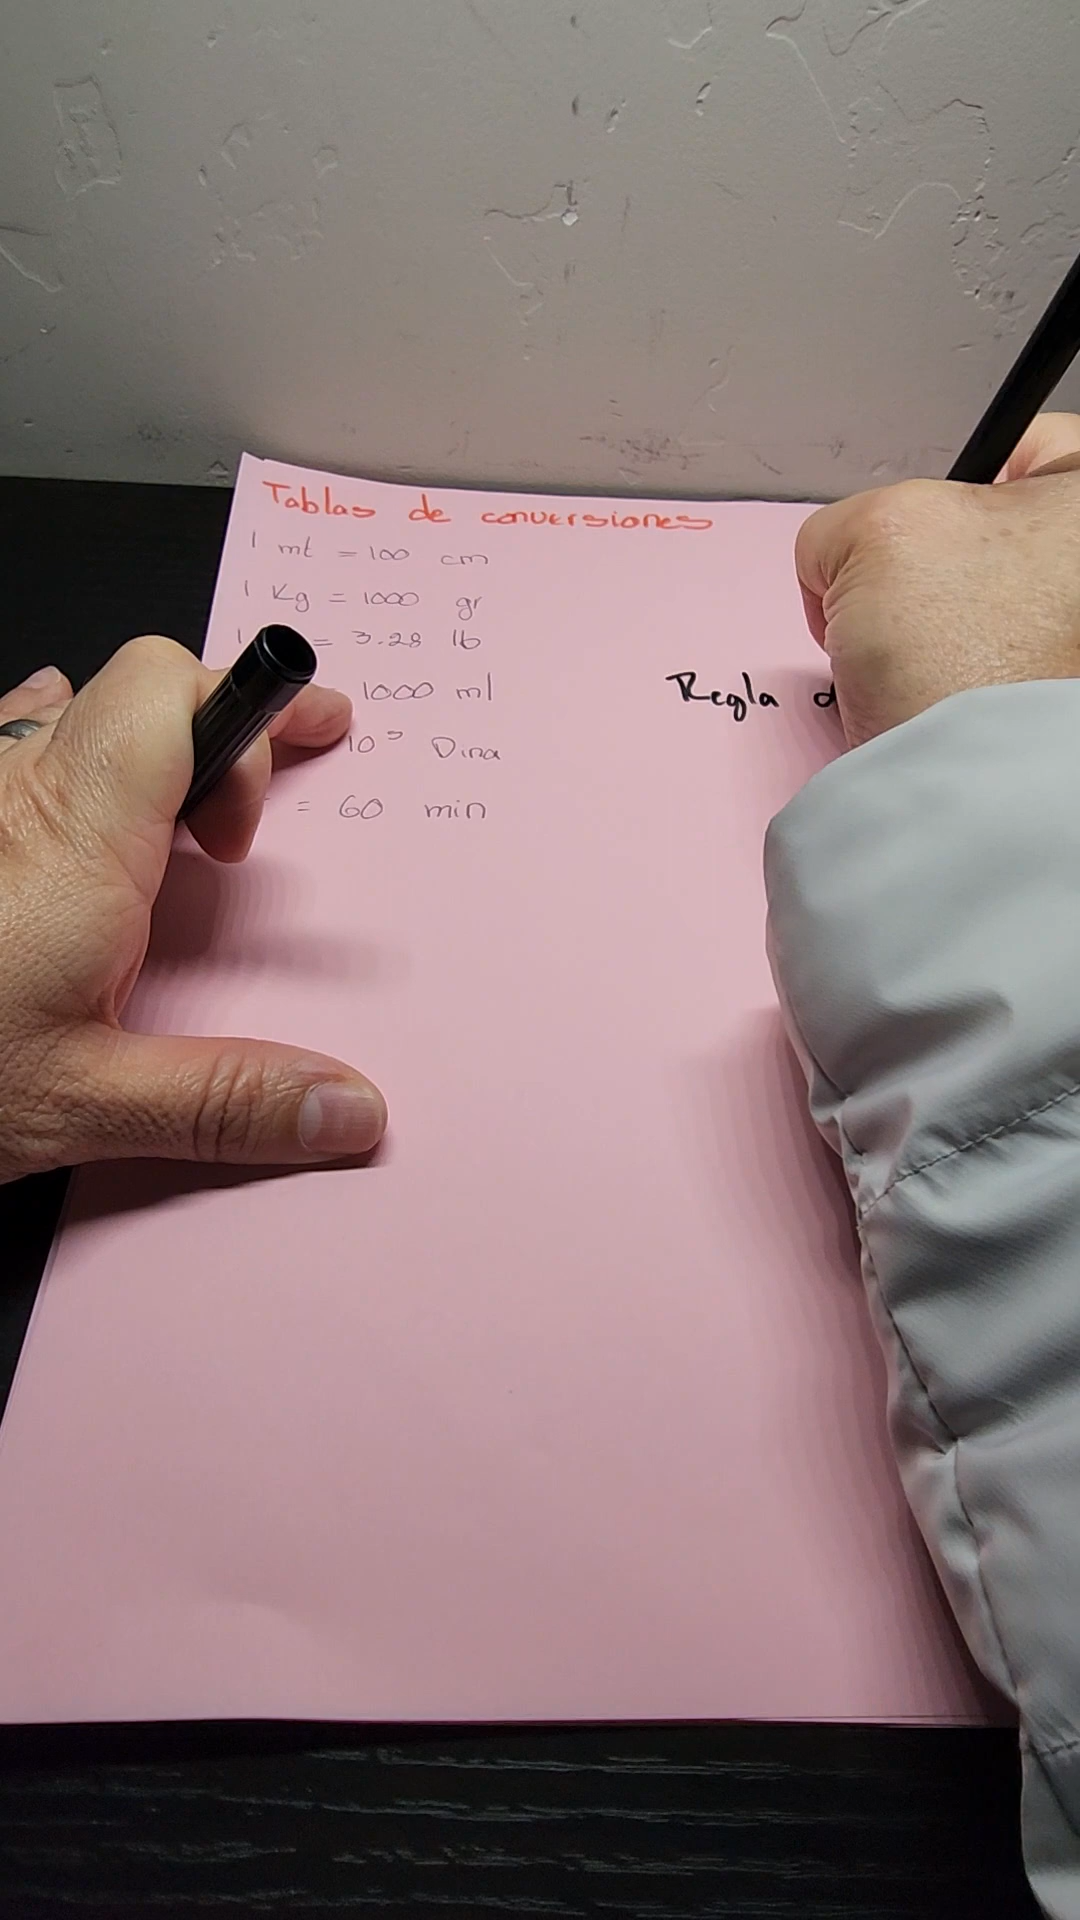 Tablas de conversiones
1 mt = 100 cm
1 Kg = 1000 gr
1 = 3.28 lb
1000 ml
10⁵ Dina
= 60 min
Regla d